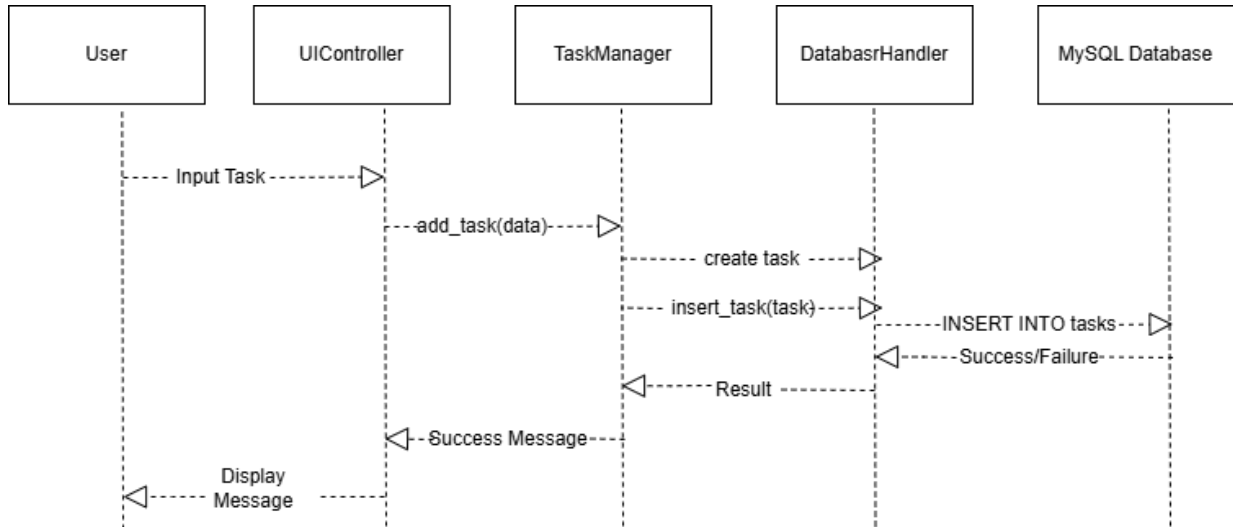 User
UIController
TaskManager
DatabasrHandler
MySQL Database
Input Task
add_task(data)
create task
insert_task(task)
INSERT INTO tasks
Success/Failure
Result
Success Message
Display
Message